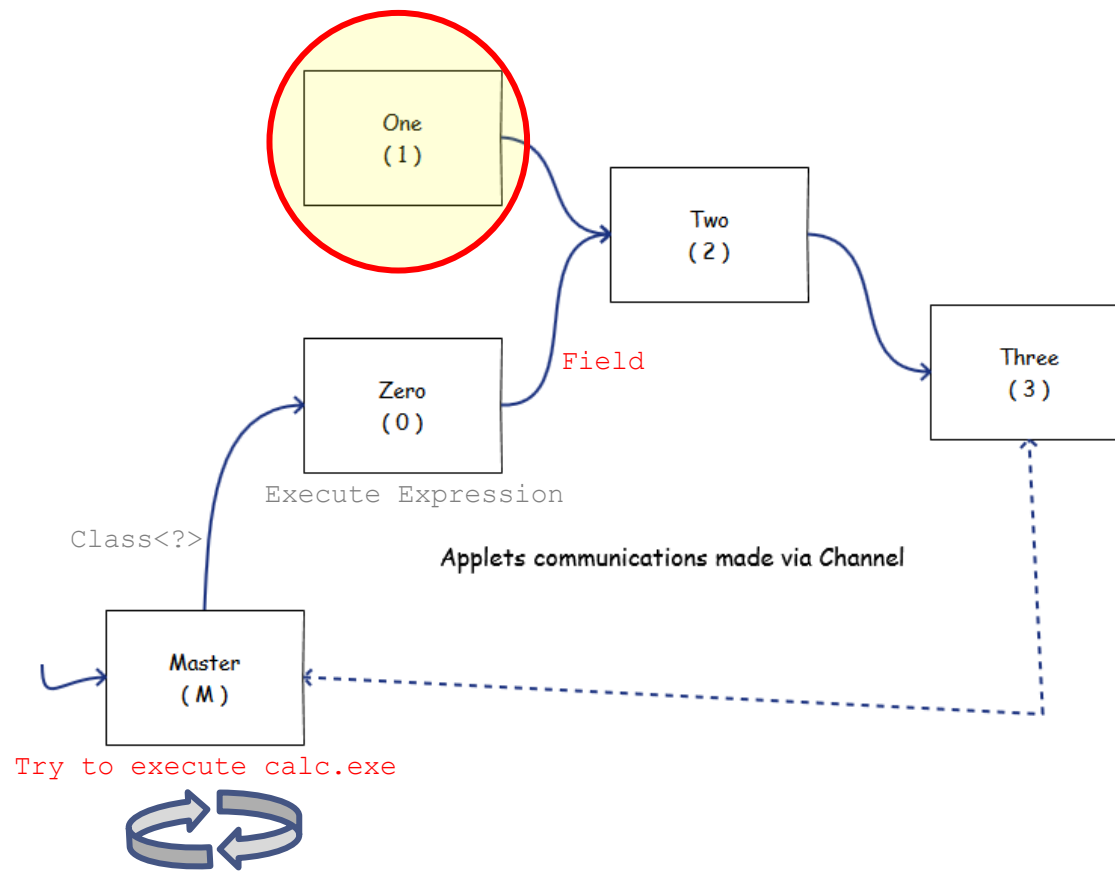 One
( 1 )
Two
( 2 )
Field
Three
( 3 )
Zero
( 0 )
Execute Expression
Class<?>
Applets communications made via Channel
Master
( M )
Try to execute calc.exe